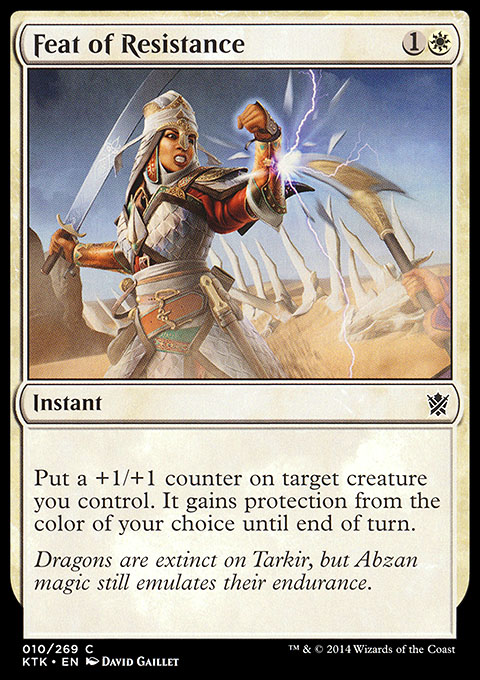 Feat of Resistance 1
Instant
Put a +1/+1 counter on target creature
you control. It gains protection from the
color of your choice until end of turn.
Dragons are extinct on Tarkir, but Abzan
magic still emulates their endurance.
010/269 C
KTK • EN DAVID GAILLET
™ & © 2014 Wizards of the Coast